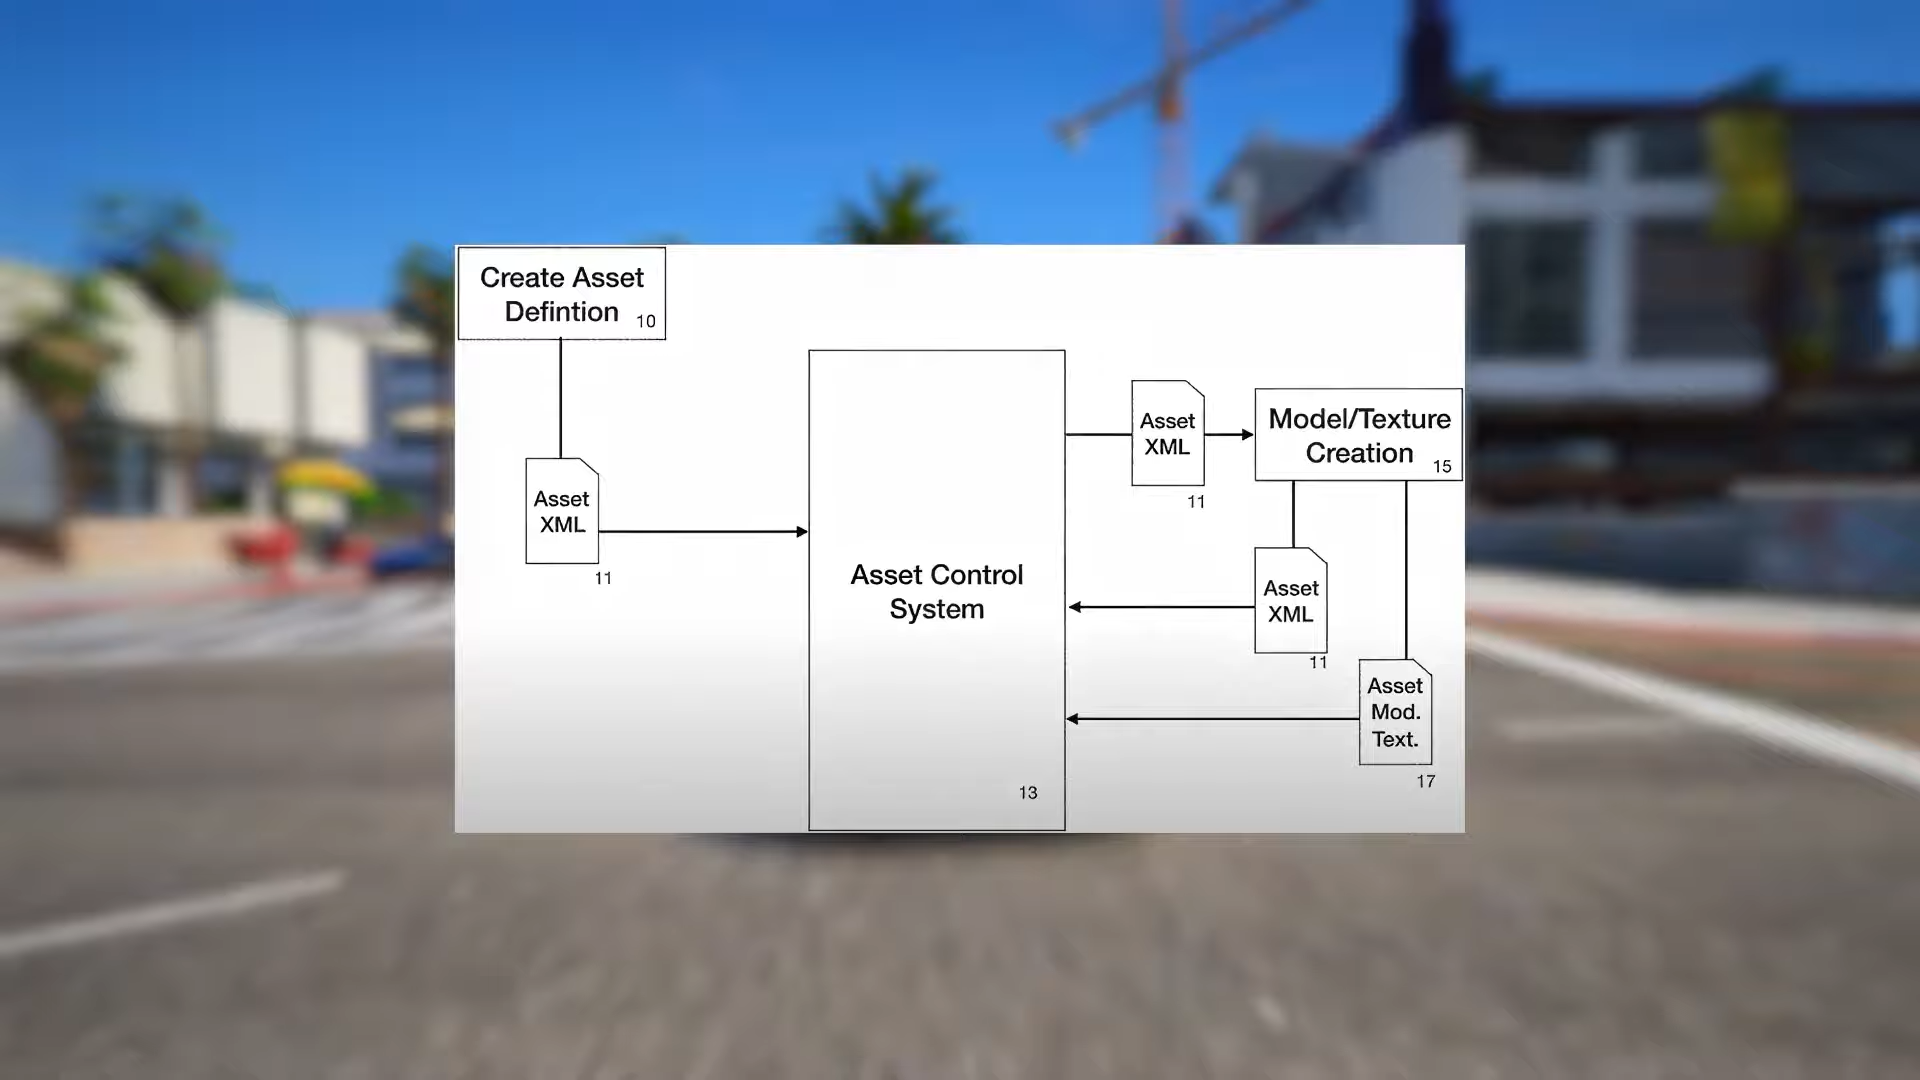 Create Asset
Defintion
10
Asset
XML
11
Asset Control
System
13
Asset
XML
11
Model/Texture
Creation
15
Asset
XML
11
Asset
Mod.
Text.
17